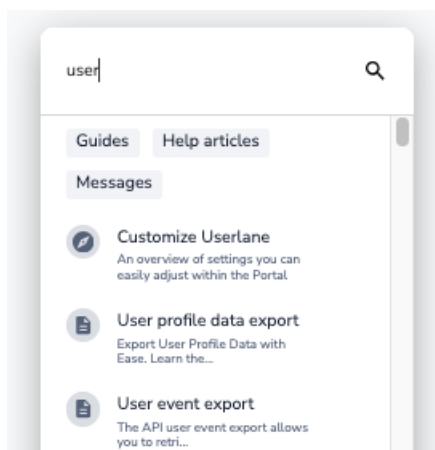 user
Guides Help articles
Messages
Customize Userlane
An overview of settings you can
easily adjust within the Portal
User profile data export
Export User Profile Data with
Ease. Learn the...
User event export
The API user event export allows
you to retri...